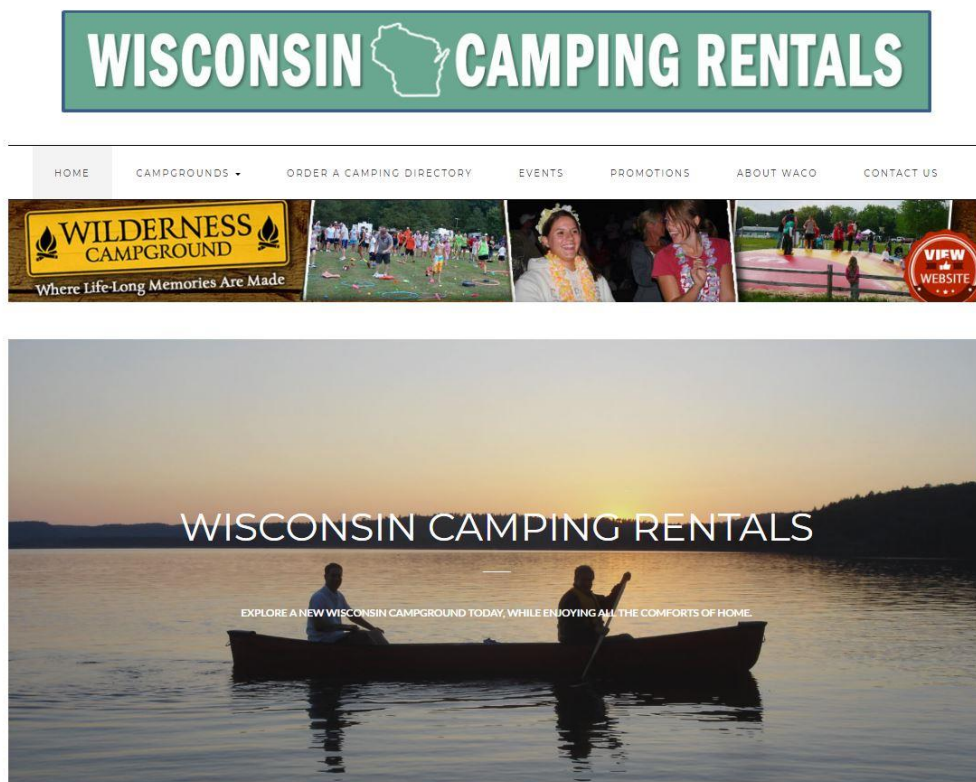 WISCONSIN CAMPING RENTALS
HOME CAMPGROUNDS ORDER A CAMPING DIRECTORY EVENTS PROMOTIONS ABOUT WACO CONTACT US
WILDERNESS
CAMPGROUND
Where Life-Long Memories Are Made
VIEW
WEBSITE
WISCONSIN CAMPING RENTALS
EXPLORE A NEW WISCONSIN CAMPGROUND TODAY, WHILE ENJOYING ALL THE COMFORTS OF HOME.